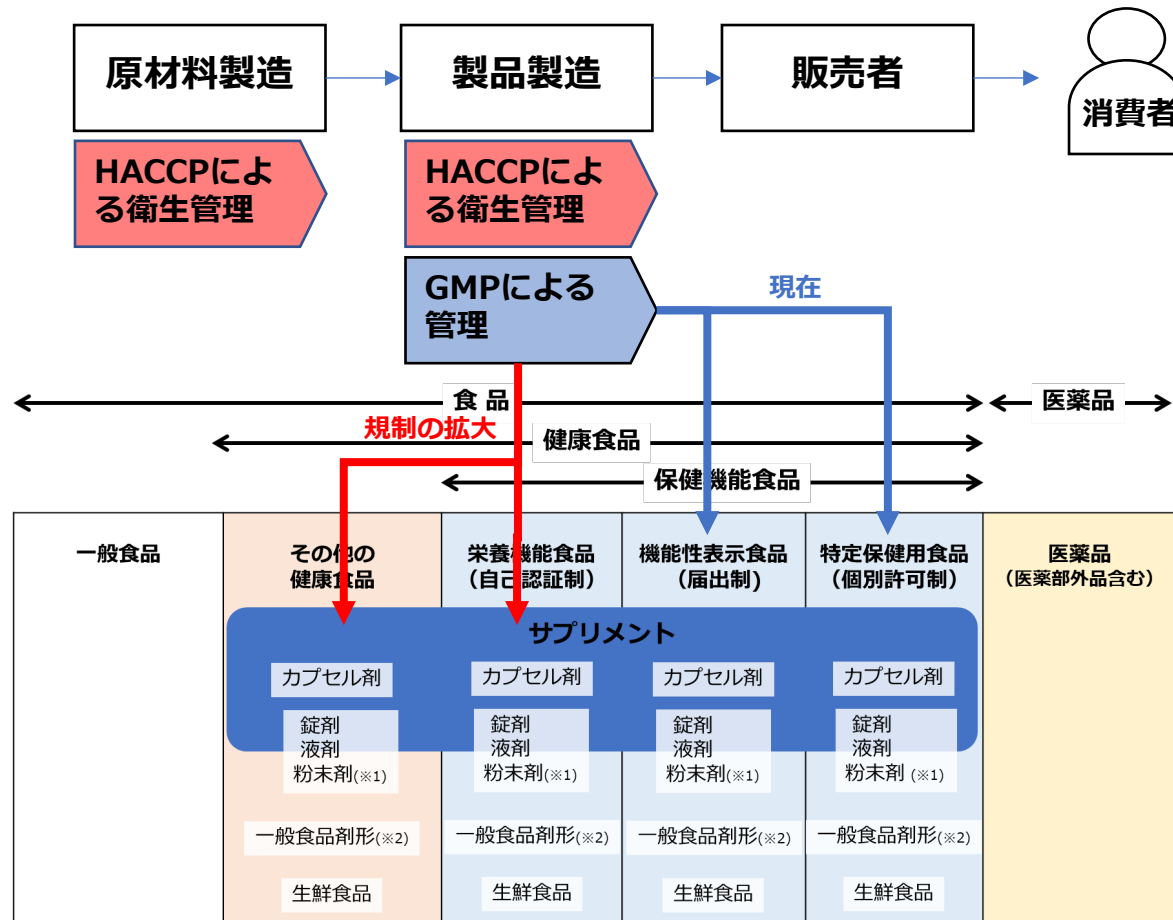 原材料製造
製品製造
販売者
消費者
HACCPによ
る衛生管理
HACCPによ
る衛生管理
GMPによる
管理
現在
食 品
医薬品
規制の拡大
健康食品
保健機能食品
一般食品
その他の
健康食品
栄養機能食品
（自己認証制）
機能性表示食品
（届出制)
特定保健用食品
（個別許可制）
医薬品
（医薬部外品含む）
サプリメント
カプセル剤
カプセル剤
カプセル剤
カプセル剤
錠剤
液剤
粉末剤(※1)
錠剤
液剤
粉末剤(※1)
錠剤
液剤
粉末剤(※1)
錠剤
液剤
粉末剤 (※1)
一般食品剤形(※2)
一般食品剤形(※2)
一般食品剤形(※2)
一般食品剤形(※2)
生鮮食品
生鮮食品
生鮮食品
生鮮食品